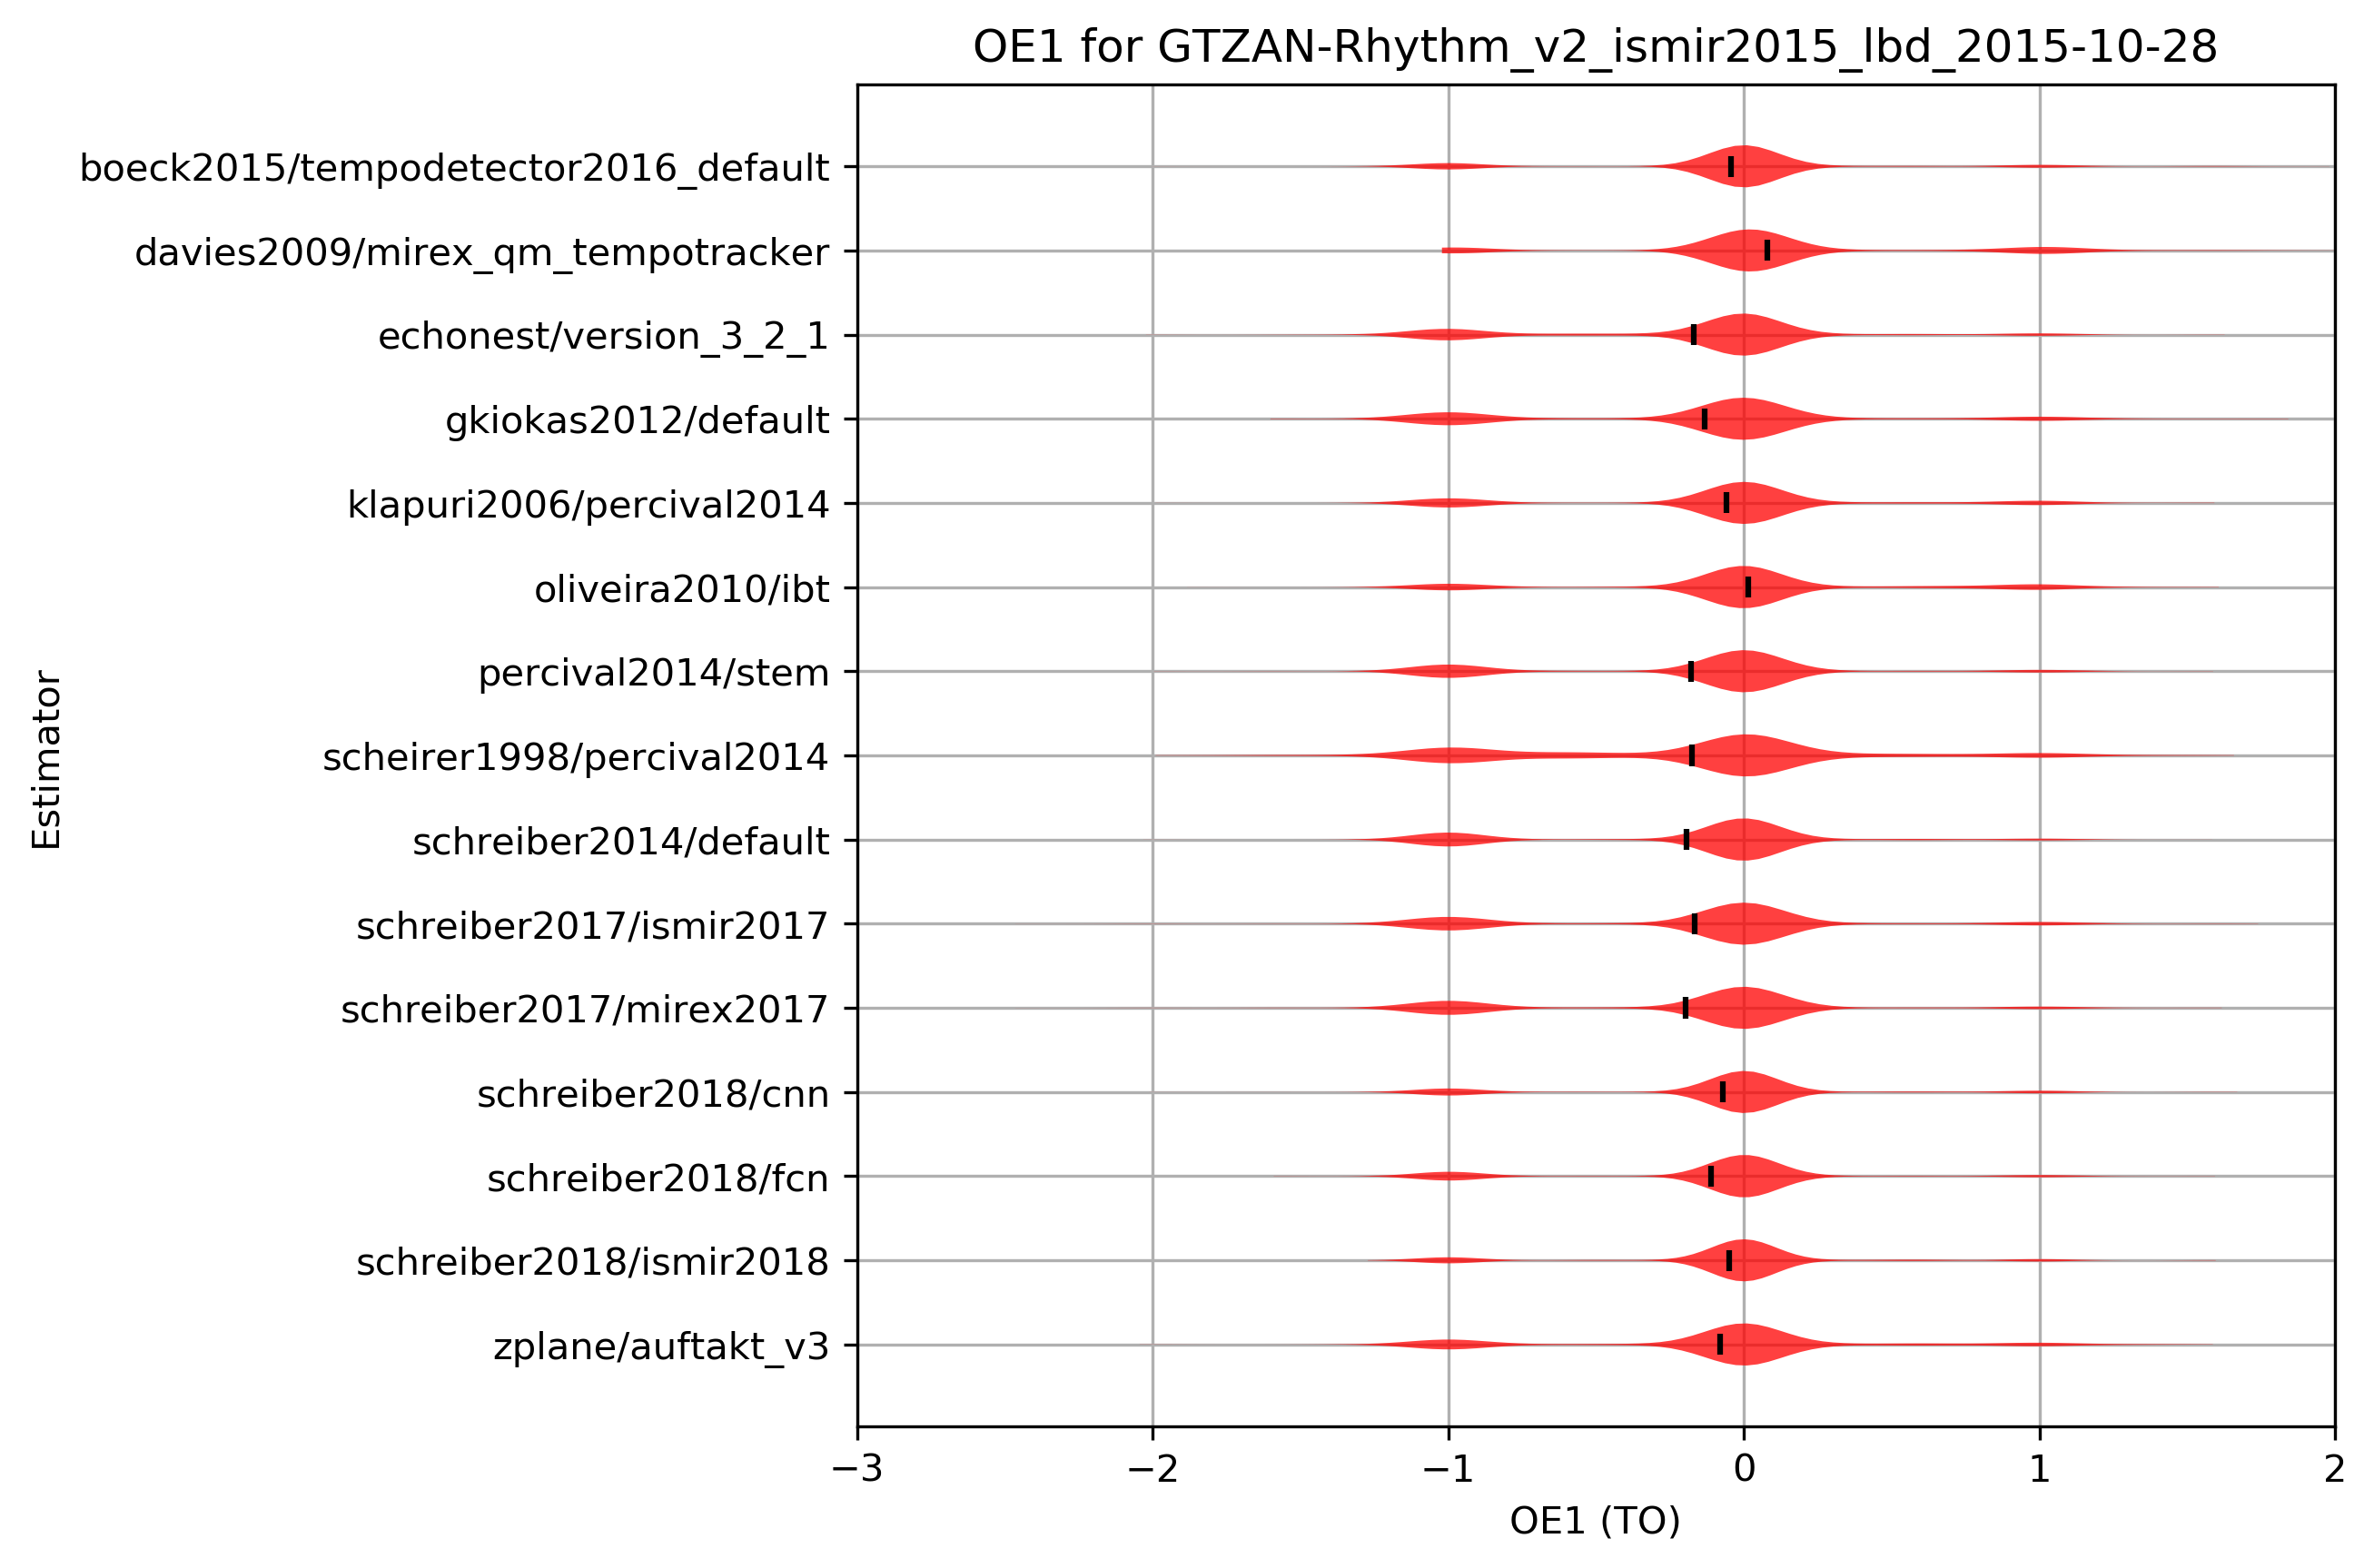 OE1 for GTZAN-Rhythm_v2_ismir2015_lbd_2015-10-28
Estimator
boeck2015/tempodetector2016_default
davies2009/mirex_qm_tempotracker
echonest/version_3_2_1
gkiokas2012/default
klapuri2006/percival2014
oliveira2010/ibt
percival2014/stem
scheirer1998/percival2014
schreiber2014/default
schreiber2017/ismir2017
schreiber2017/mirex2017
schreiber2018/cnn
schreiber2018/fcn
schreiber2018/ismir2018
zplane/auftakt_v3
−3 −2 −1 0 1 2
OE1 (TO)